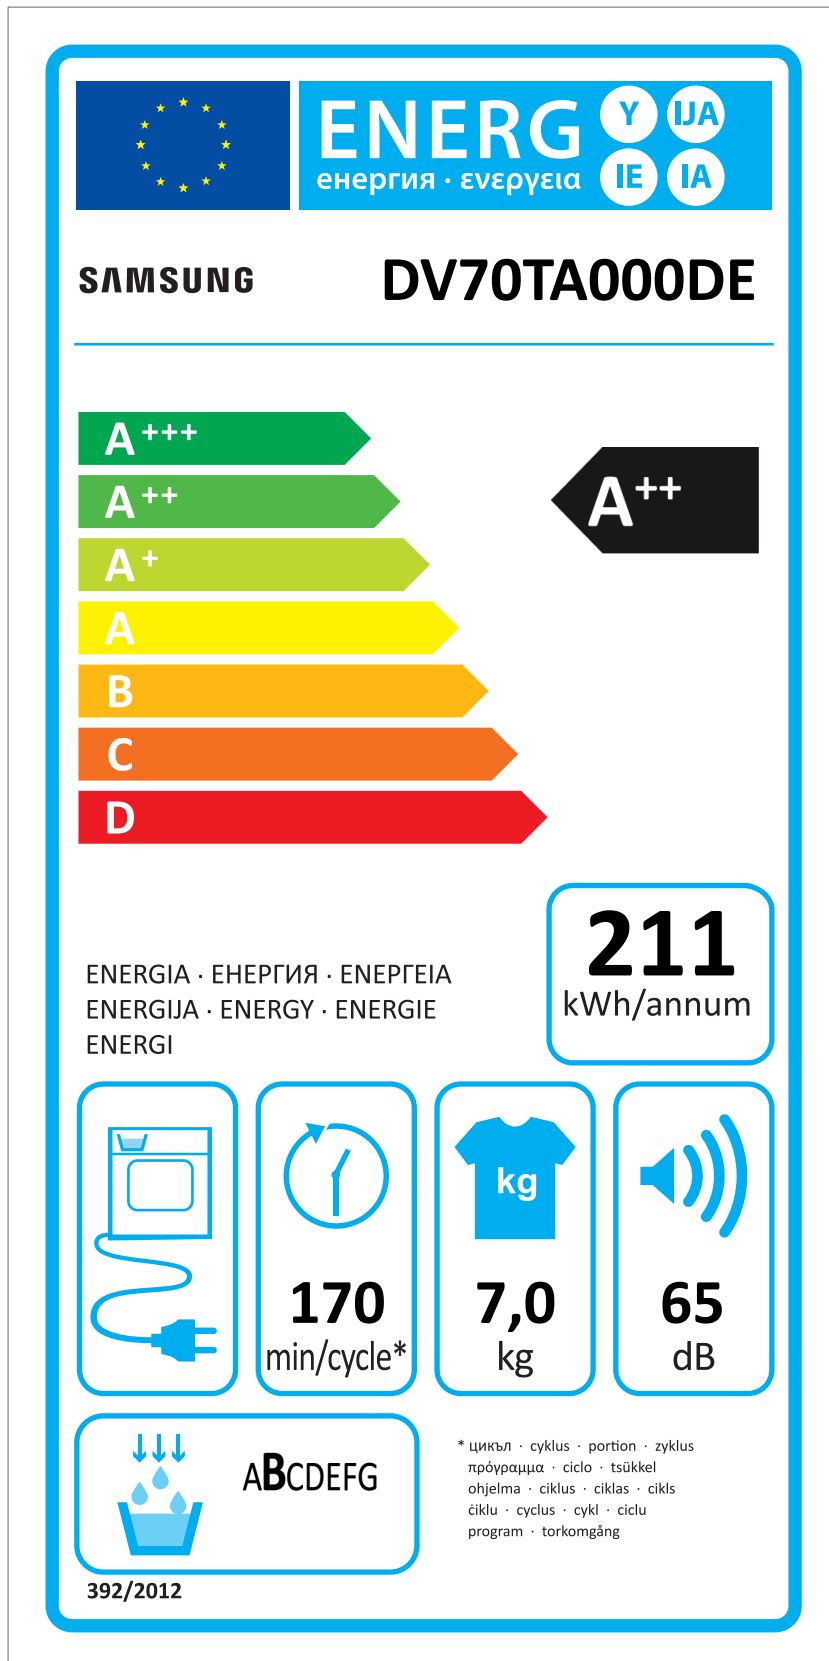 ENERG
енергия · ενεργεια
Y
IJA
IE
IA
SAMSUNG
DV70TA000DE
A+++
A++
A++
A+
A
B
C
D
211
kWh/annum
ENERGIA · ЕНЕРГИЯ · ΕΝΕΡΓΕΙΑ
ENERGIJA · ENERGY · ENERGIE
ENERGI
kg
170
min/cycle*
7,0
kg
65
dB
ABCDEFG
* цикъл · cyklus · portion · zyklus
πρόγραμμα · ciclo · tsükkel
ohjelma · ciklus · ciklas · cikls
ċiklu · cyclus · cykl · ciclu
program · torkomgång
392/2012